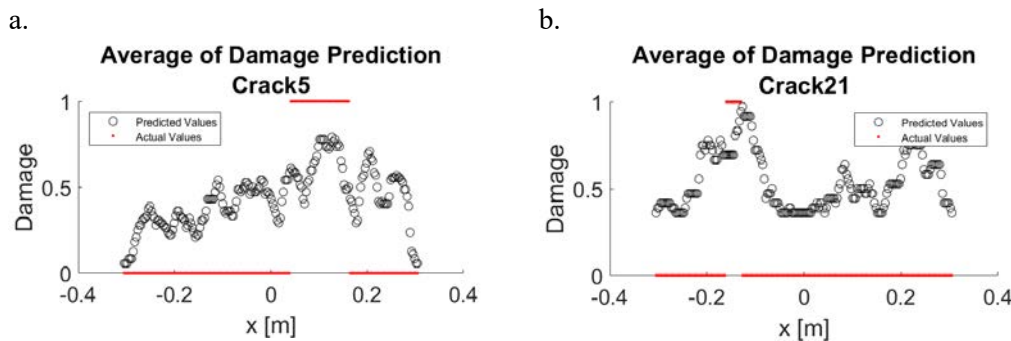 a.
Average of Damage Prediction
Crack5
1
0.5
0
Damage
Predicted Values
Actual Values
-0.4
-0.2
0
0.2
0.4
x [m]
b.
Average of Damage Prediction
Crack21
1
0.5
0
Damage
Predicted Values
Actual Values
-0.4
-0.2
0
0.2
0.4
x [m]